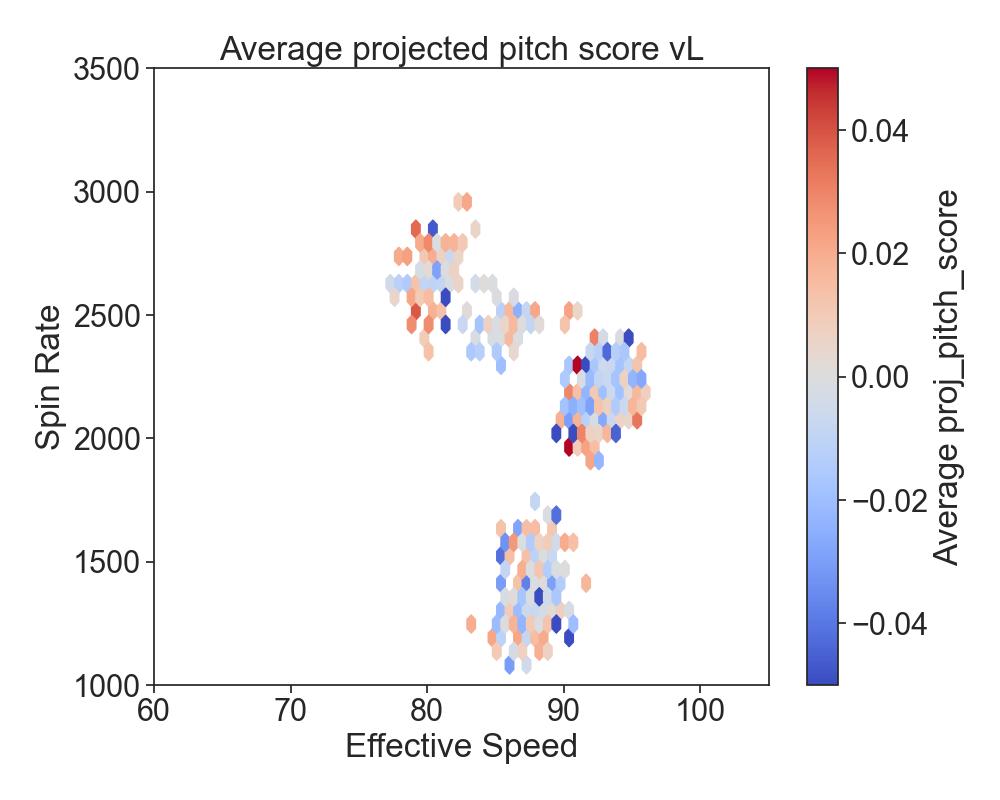 Average projected pitch score vL
3500
3000
2500
2000
1500
1000
Spin Rate
60 70 80 90 100
Effective Speed
0.04
0.02
0.00
−0.02
−0.04
Average proj_pitch_score